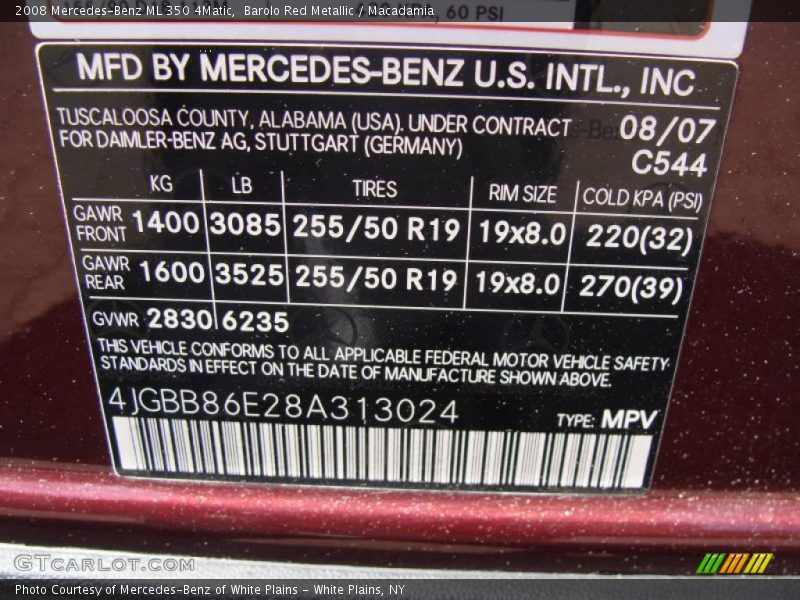 2008 Mercedes-Benz ML 350 4Matic,  Barolo Red Metallic / Macadamia
60 PSI
MFD BY MERCEDES-BENZ U.S. INTL., INC
TUSCALOOSA COUNTY, ALABAMA (USA). UNDER CONTRACT
FOR DAIMLER-BENZ AG, STUTTGART (GERMANY)
08/07
C544
KG LB TIRES RIM SIZE COLD KPA (PSI)
GAWR FRONT 1400 3085 255/50 R19 19x8.0 220(32)
GAWR REAR 1600 3525 255/50 R19 19x8.0 270(39)
GVWR 2830 6235
THIS VEHICLE CONFORMS TO ALL APPLICABLE FEDERAL MOTOR VEHICLE SAFETY
STANDARDS IN EFFECT ON THE DATE OF MANUFACTURE SHOWN ABOVE.
4JGBB86E28A313024
TYPE: MPV
GTCARLOT.COM
Photo Courtesy of Mercedes-Benz of White Plains - White Plains, NY